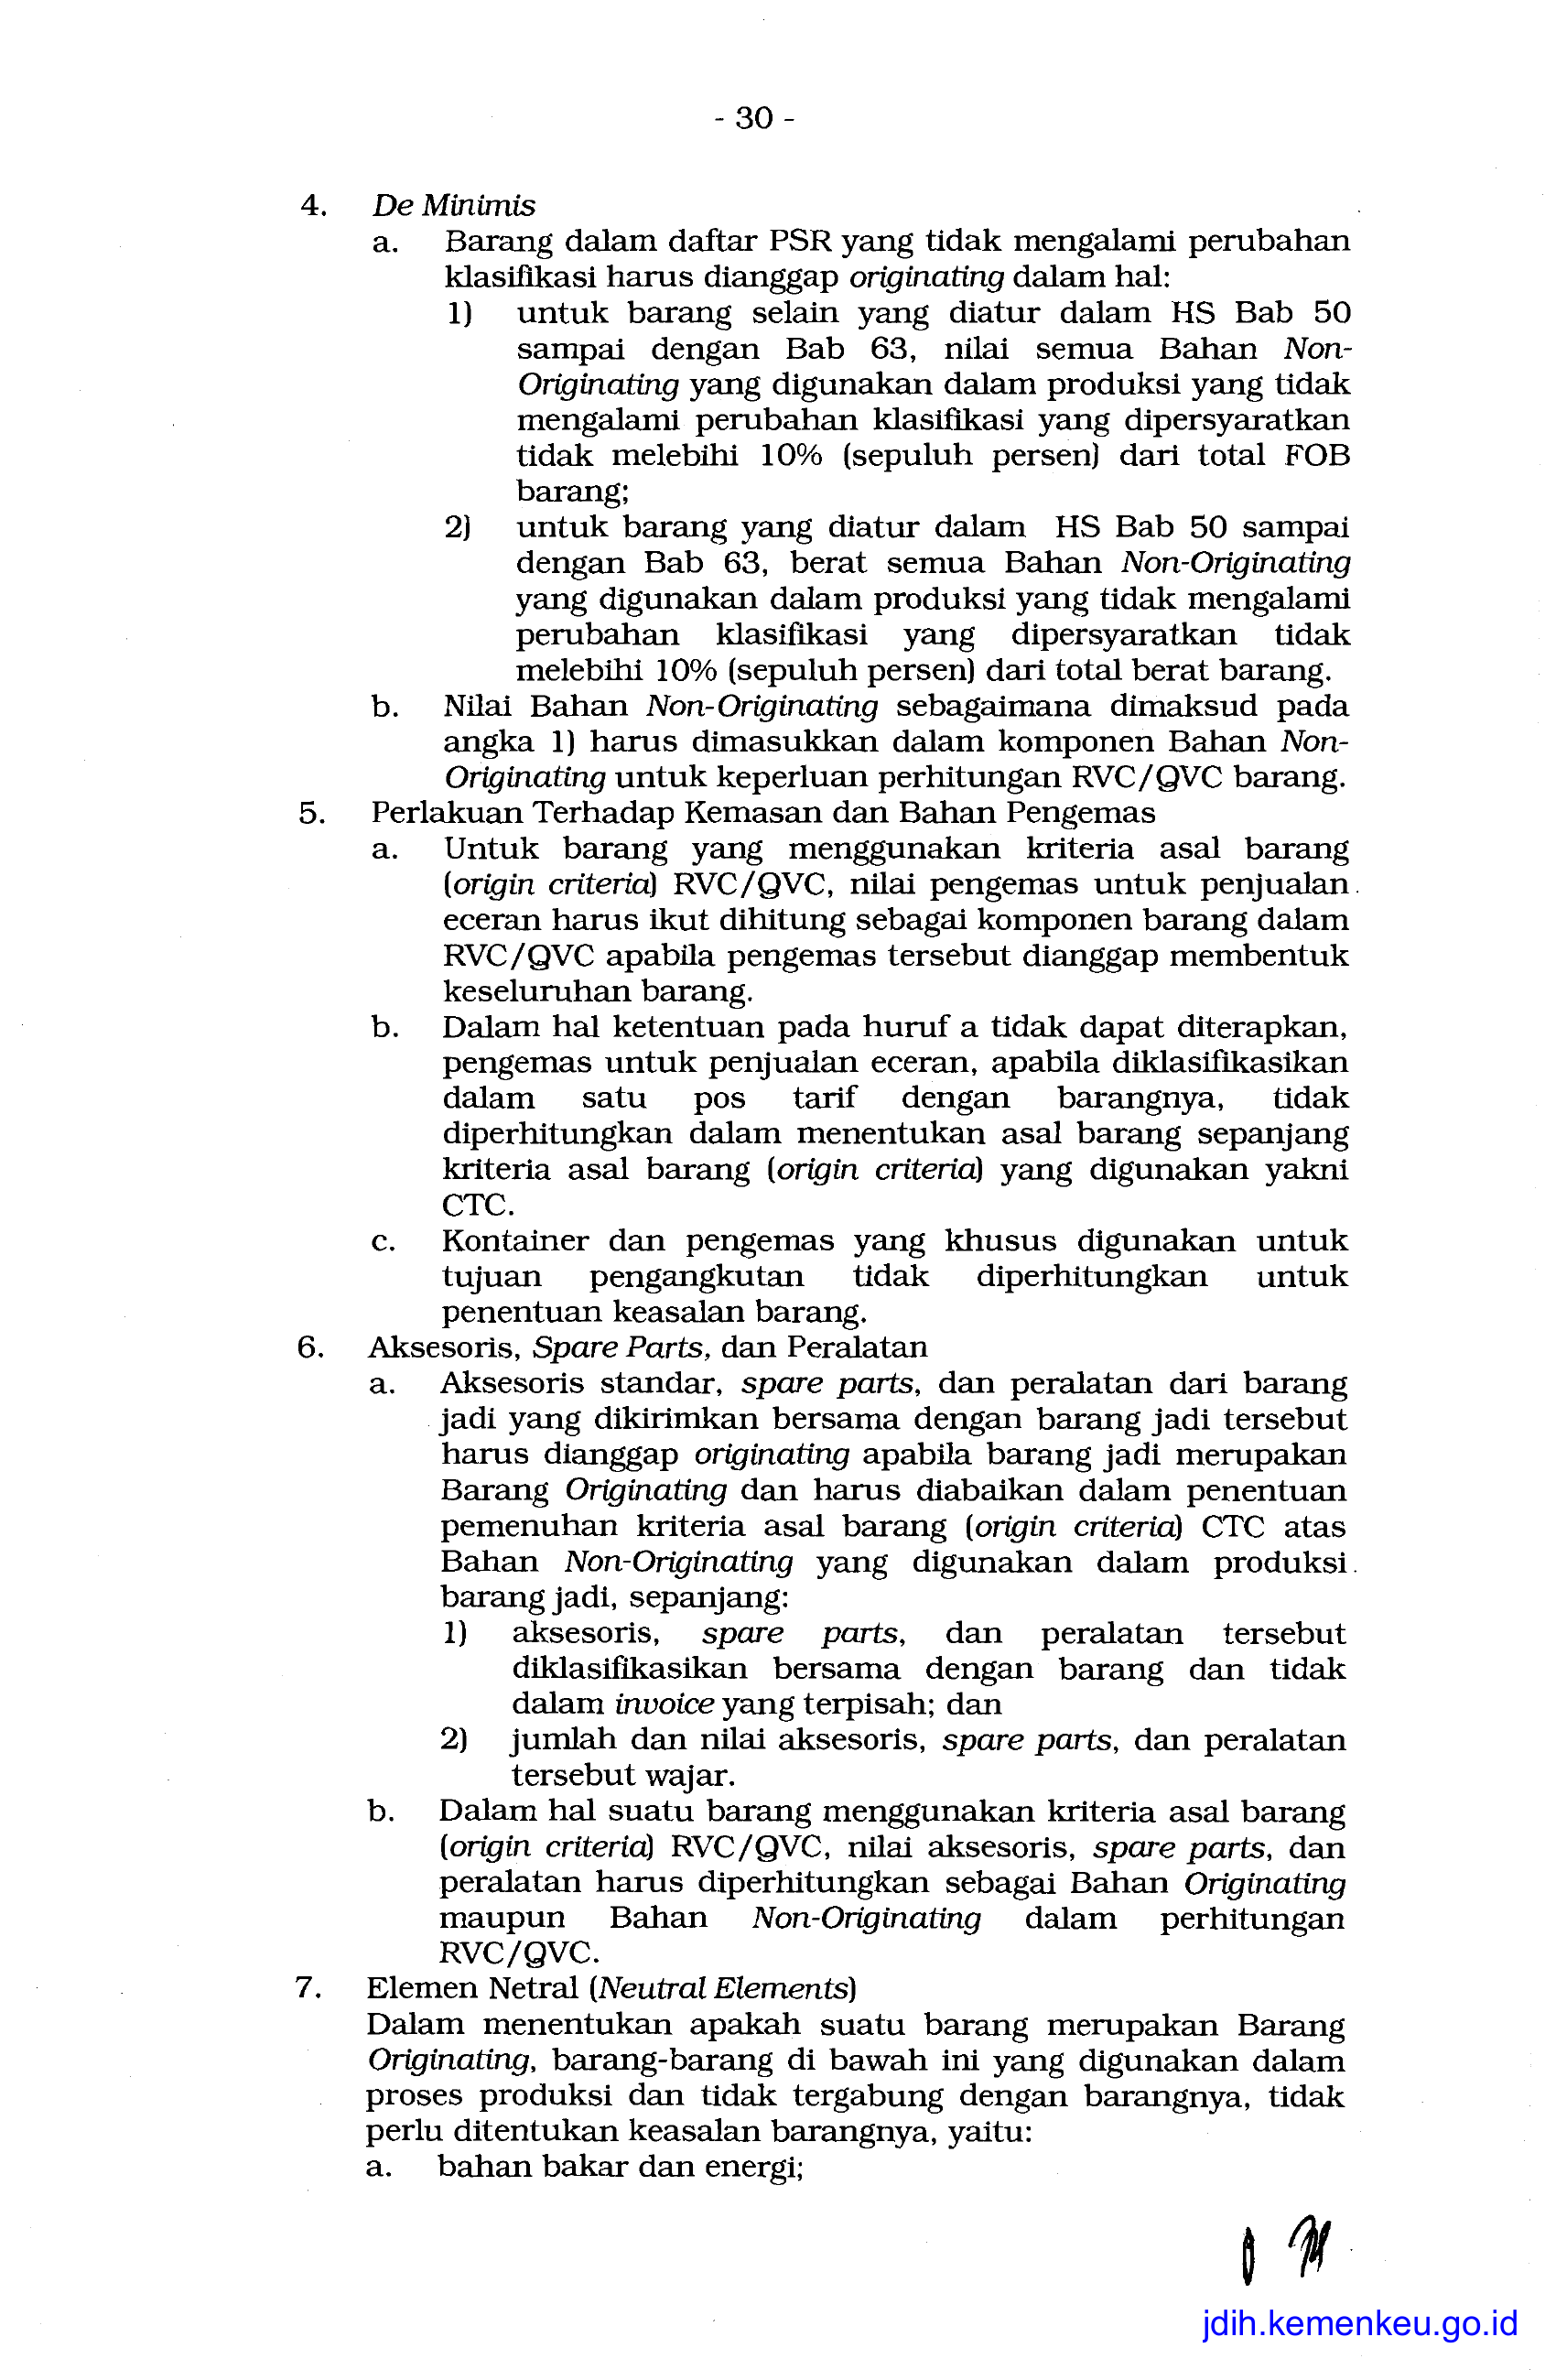 - 30 -
4. De Minimis
a. Barang dalam daftar PSR yang tidak mengalami perubahan
klasifikasi harus dianggap originating dalam hal:
1) untuk barang selain yang diatur dalam HS Bab 50
sampai dengan Bab 63, nilai semua Bahan Non-
Originating yang digunakan dalam produksi yang tidak
mengalami perubahan klasifikasi yang dipersyaratkan
tidak melebihi 10% (sepuluh persen) dari total FOB
barang;
2) untuk barang yang diatur dalam HS Bab 50 sampai
dengan Bab 63, berat semua Bahan Non-Originating
yang digunakan dalam produksi yang tidak mengalami
perubahan klasifikasi yang dipersyaratkan tidak
melebihi 10% (sepuluh persen) dari total berat barang.
b. Nilai Bahan Non-Originating sebagaimana dimaksud pada
angka 1) harus dimasukkan dalam komponen Bahan Non-
Originating untuk keperluan perhitungan RVC/QVC barang.
5. Perlakuan Terhadap Kemasan dan Bahan Pengemas
a. Untuk barang yang menggunakan kriteria asal barang
(origin criteria) RVC/QVC, nilai pengemas untuk penjualan
eceran harus ikut dihitung sebagai komponen barang dalam
RVC/QVC apabila pengemas tersebut dianggap membentuk
keseluruhan barang.
b. Dalam hal ketentuan pada huruf a tidak dapat diterapkan,
pengemas untuk penjualan eceran, apabila diklasifikasikan
dalam satu pos tarif dengan barangnya, tidak
diperhitungkan dalam menentukan asal barang sepanjang
kriteria asal barang (origin criteria) yang digunakan yakni
CTC.
c. Kontainer dan pengemas yang khusus digunakan untuk
tujuan pengangkutan tidak diperhitungkan untuk
penentuan keasalan barang.
6. Aksesoris, Spare Parts, dan Peralatan
a. Aksesoris standar, spare parts, dan peralatan dari barang
jadi yang dikirimkan bersama dengan barang jadi tersebut
harus dianggap originating apabila barang jadi merupakan
Barang Originating dan harus diabaikan dalam penentuan
pemenuhan kriteria asal barang (origin criteria) CTC atas
Bahan Non-Originating yang digunakan dalam produksi
barang jadi, sepanjang:
1) aksesoris, spare parts, dan peralatan tersebut
diklasifikasikan bersama dengan barang dan tidak
dalam invoice yang terpisah; dan
2) jumlah dan nilai aksesoris, spare parts, dan peralatan
tersebut wajar.
b. Dalam hal suatu barang menggunakan kriteria asal barang
(origin criteria) RVC/QVC, nilai aksesoris, spare parts, dan
peralatan harus diperhitungkan sebagai Bahan Originating
maupun Bahan Non-Originating dalam perhitungan
RVC/QVC.
7. Elemen Netral (Neutral Elements)
Dalam menentukan apakah suatu barang merupakan Barang
Originating, barang-barang di bawah ini yang digunakan dalam
proses produksi dan tidak tergabung dengan barangnya, tidak
perlu ditentukan keasalan barangnya, yaitu:
a. bahan bakar dan energi;
jdih.kemenkeu.go.id